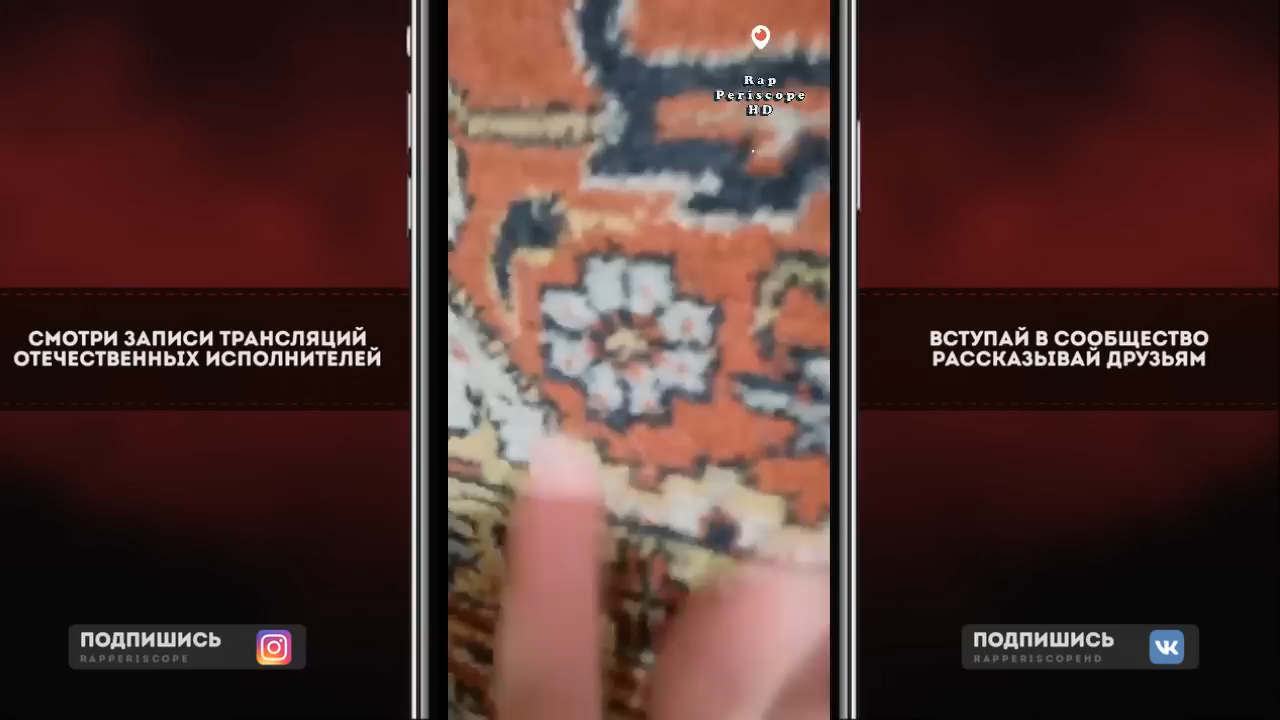 Rap
Periscope
HD
СМОТРИ ЗАПИСИ ТРАНСЛЯЦИЙ
ОТЕЧЕСТВЕННЫХ ИСПОЛНИТЕЛЕЙ
ВСТУПАЙ В СООБЩЕСТВО
РАССКАЗЫВАЙ ДРУЗЬЯМ
ПОДПИШИСЬ
RAPPERISCOPE
ПОДПИШИСЬ
RAPPERISCOPEHD